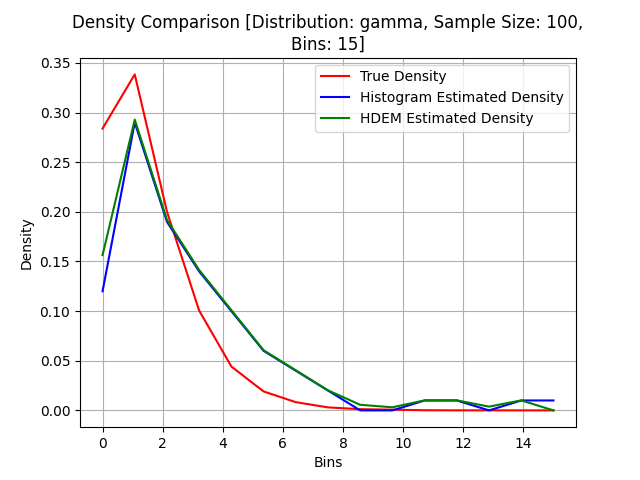 Density Comparison [Distribution: gamma, Sample Size: 100,
Bins: 15]
True Density
Histogram Estimated Density
HDEM Estimated Density
Density
0.35
0.30
0.25
0.20
0.15
0.10
0.05
0.00
0 2 4 6 8 10 12 14
Bins